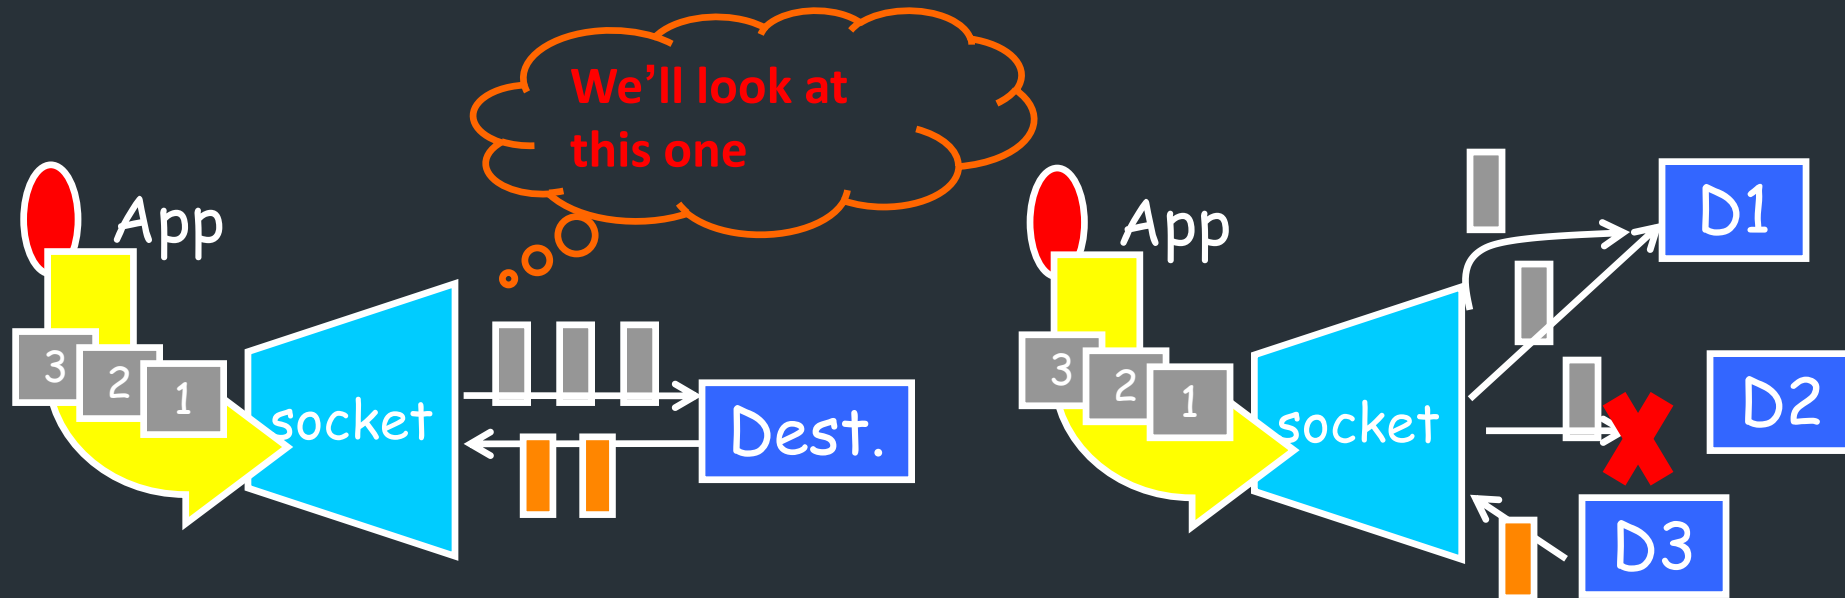 We’ll look at
this one
App
3
2
1
socket
Dest.
App
3
2
1
socket
D1
D2
D3